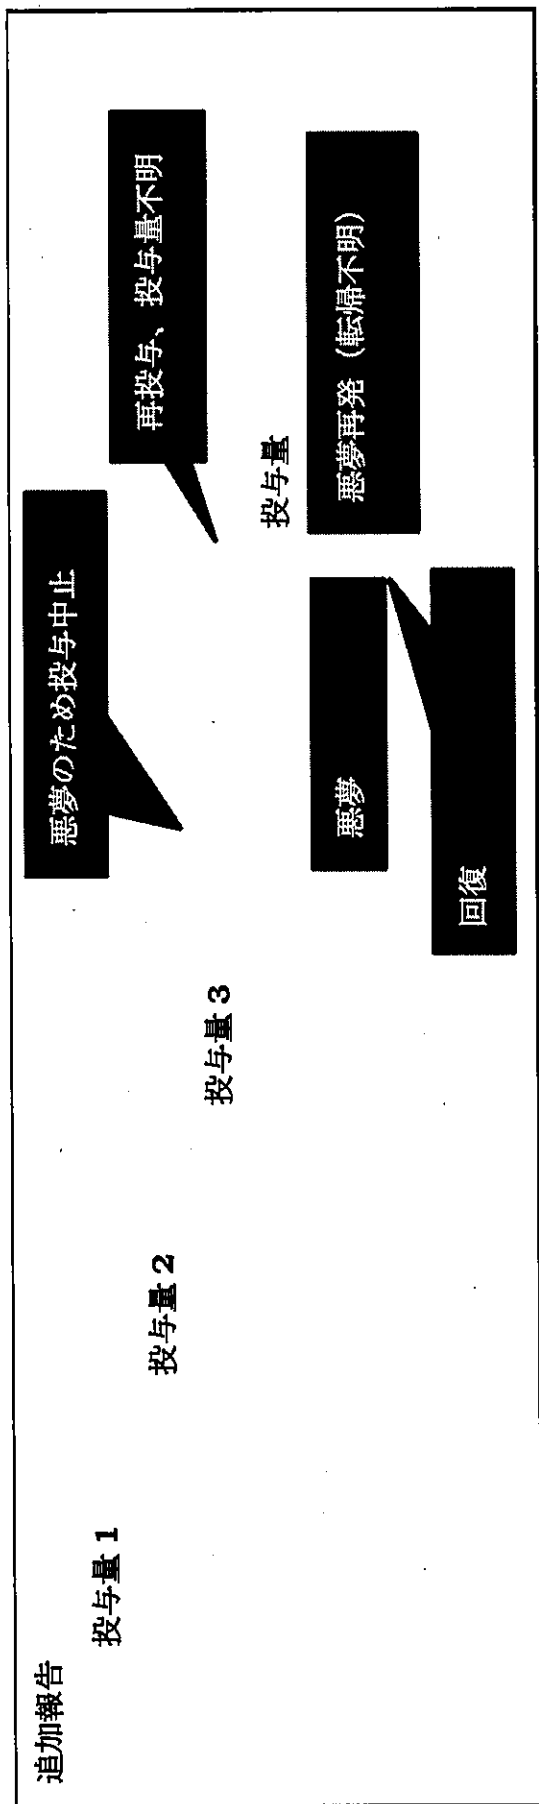 追加報告
悪夢のため投与中止
再投与、投与量不明
投与量 1
投与量 2
投与量 3
投与量
悪夢
悪夢再発（転帰不明）
回復